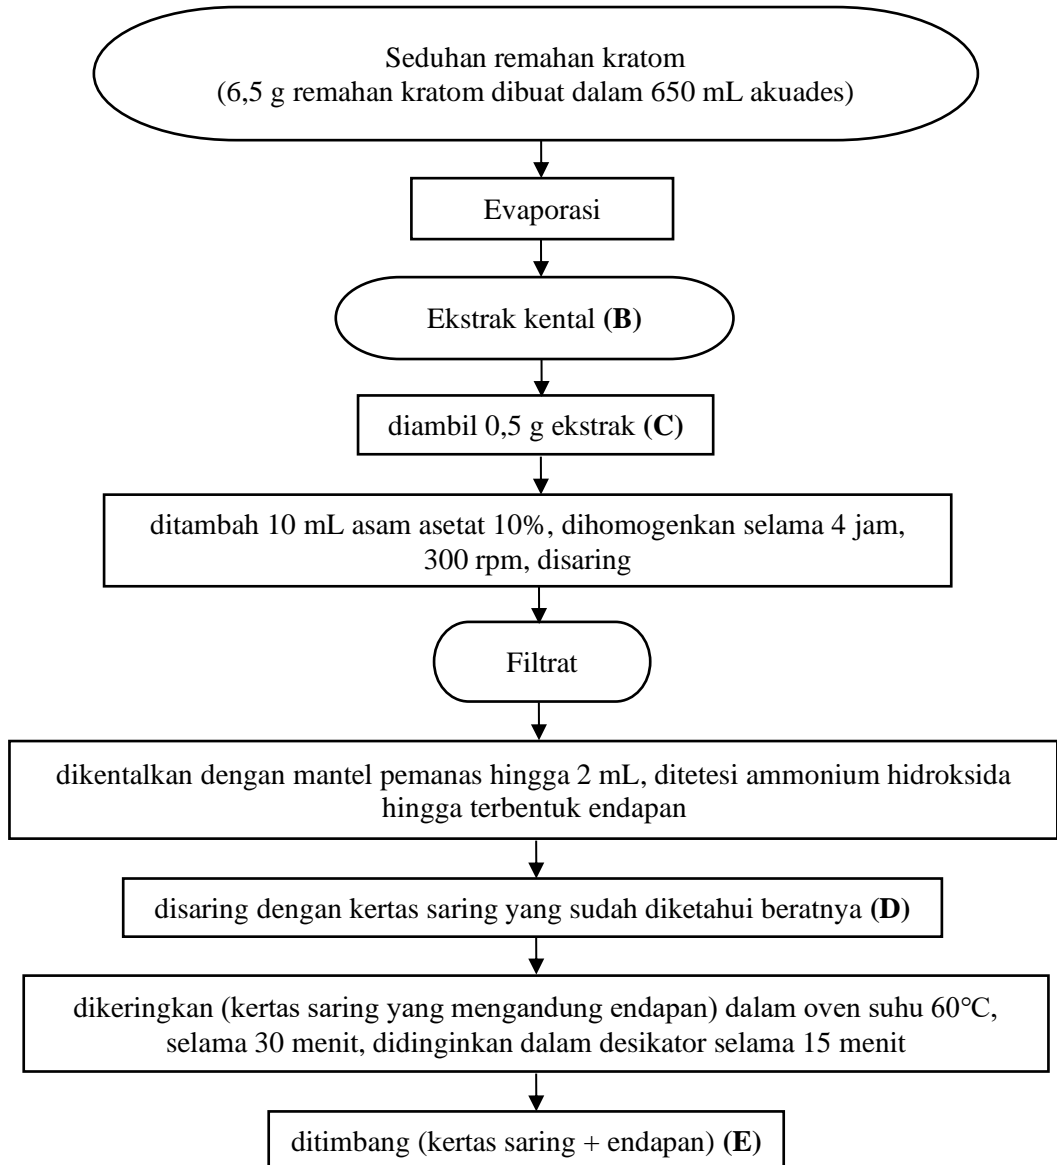 Seduhan remahan kratom
(6,5 g remahan kratom dibuat dalam 650 mL akuades)
Evaporasi
Ekstrak kental (B)
diambil 0,5 g ekstrak (C)
ditambah 10 mL asam asetat 10%, dihomogenkan selama 4 jam,
300 rpm, disaring
Filtrat
dikentalkan dengan mantel pemanas hingga 2 mL, ditetesi ammonium hidroksida
hingga terbentuk endapan
disaring dengan kertas saring yang sudah diketahui beratnya (D)
dikeringkan (kertas saring yang mengandung endapan) dalam oven suhu 60°C,
selama 30 menit, didinginkan dalam desikator selama 15 menit
ditimbang (kertas saring + endapan) (E)